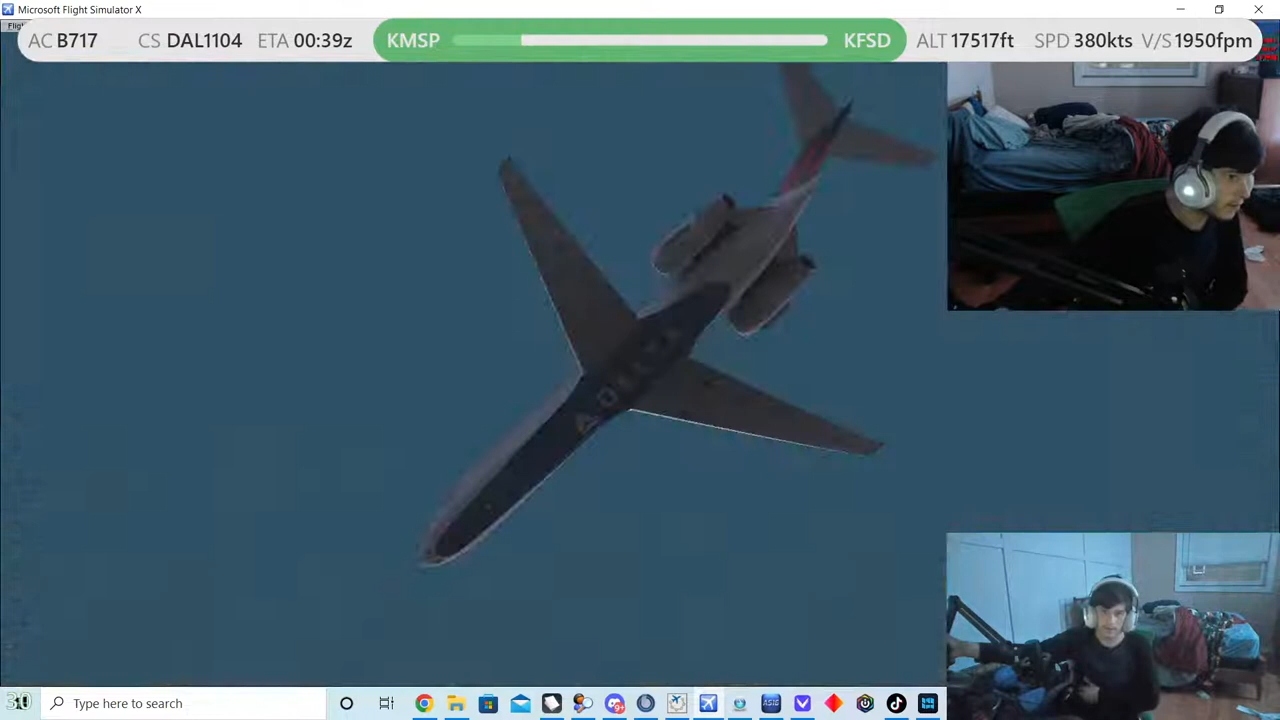 Microsoft Flight Simulator X
AC B717 CS DAL1104 ETA 00:39z KMSP KFSD ALT 17517ft SPD 380kts V/S 1950fpm
DELTA
Type here to search